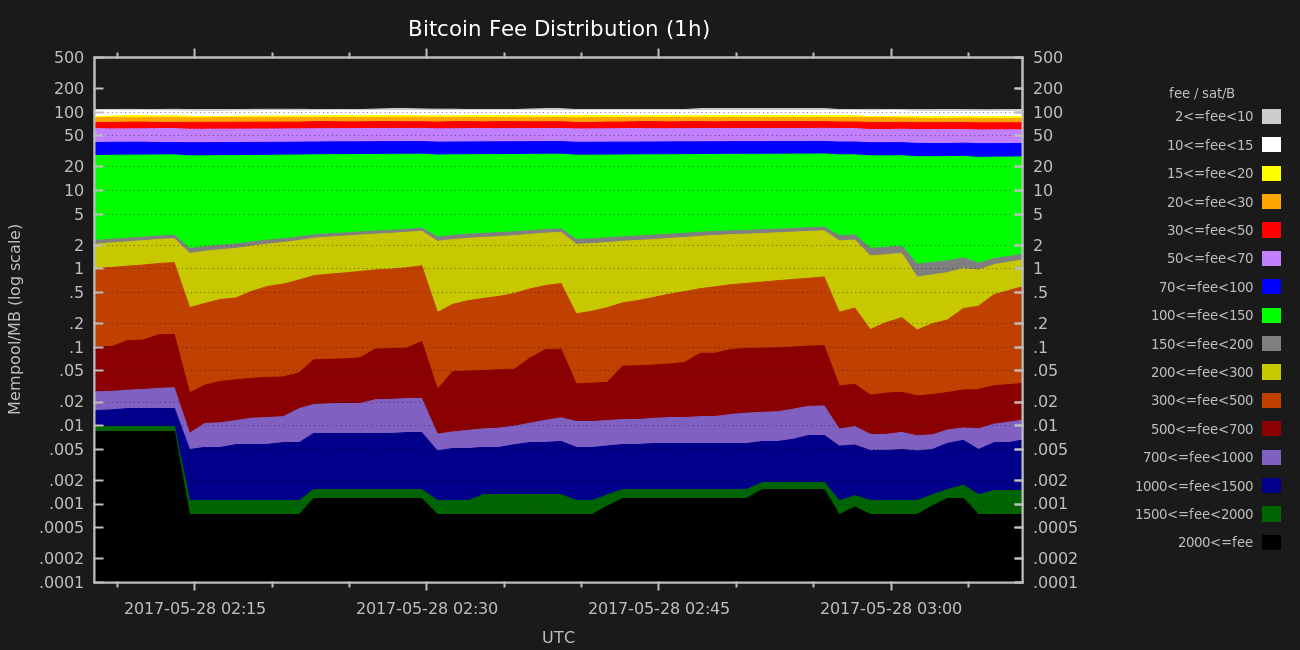 Bitcoin Fee Distribution (1h)
500 500
200 200
100 100
50 50
20 20
10 10
5 5
2 2
1 1
.5 .5
.2 .2
.1 .1
.05 .05
.02 .02
.01 .01
.005 .005
.002 .002
.001 .001
.0005 .0005
.0002 .0002
.0001 .0001
Mempool/MB (log scale)
2017-05-28 02:15 2017-05-28 02:30 2017-05-28 02:45 2017-05-28 03:00
UTC
fee / sat/B
2<=fee<10
10<=fee<15
15<=fee<20
20<=fee<30
30<=fee<50
50<=fee<70
70<=fee<100
100<=fee<150
150<=fee<200
200<=fee<300
300<=fee<500
500<=fee<700
700<=fee<1000
1000<=fee<1500
1500<=fee<2000
2000<=fee